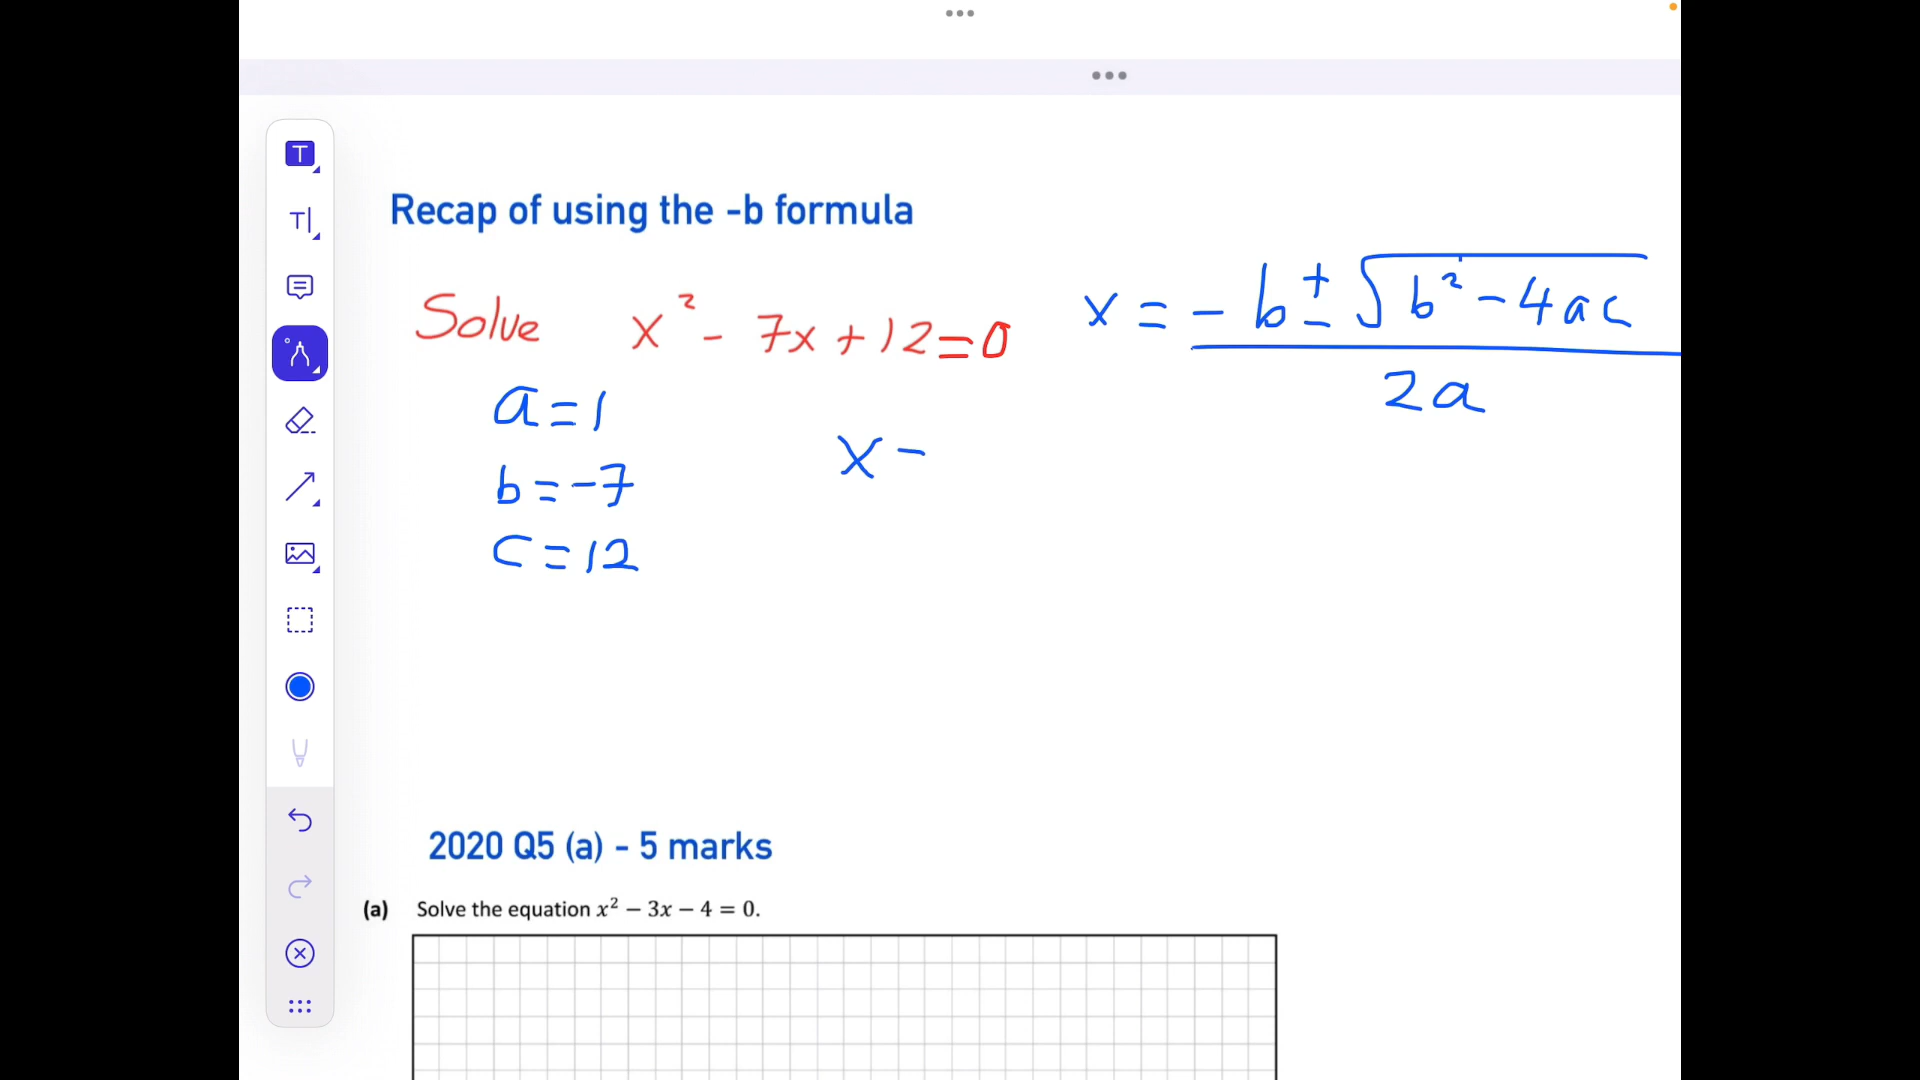 Recap of using the -b formula
Solve x² - 7x + 12 = 0
x = \frac{-b ± √(b² - 4ac)}{2a}
a = 1
x -
b = -7
c = 12
2020 Q5 (a) - 5 marks
(a) Solve the equation x² − 3x − 4 = 0.